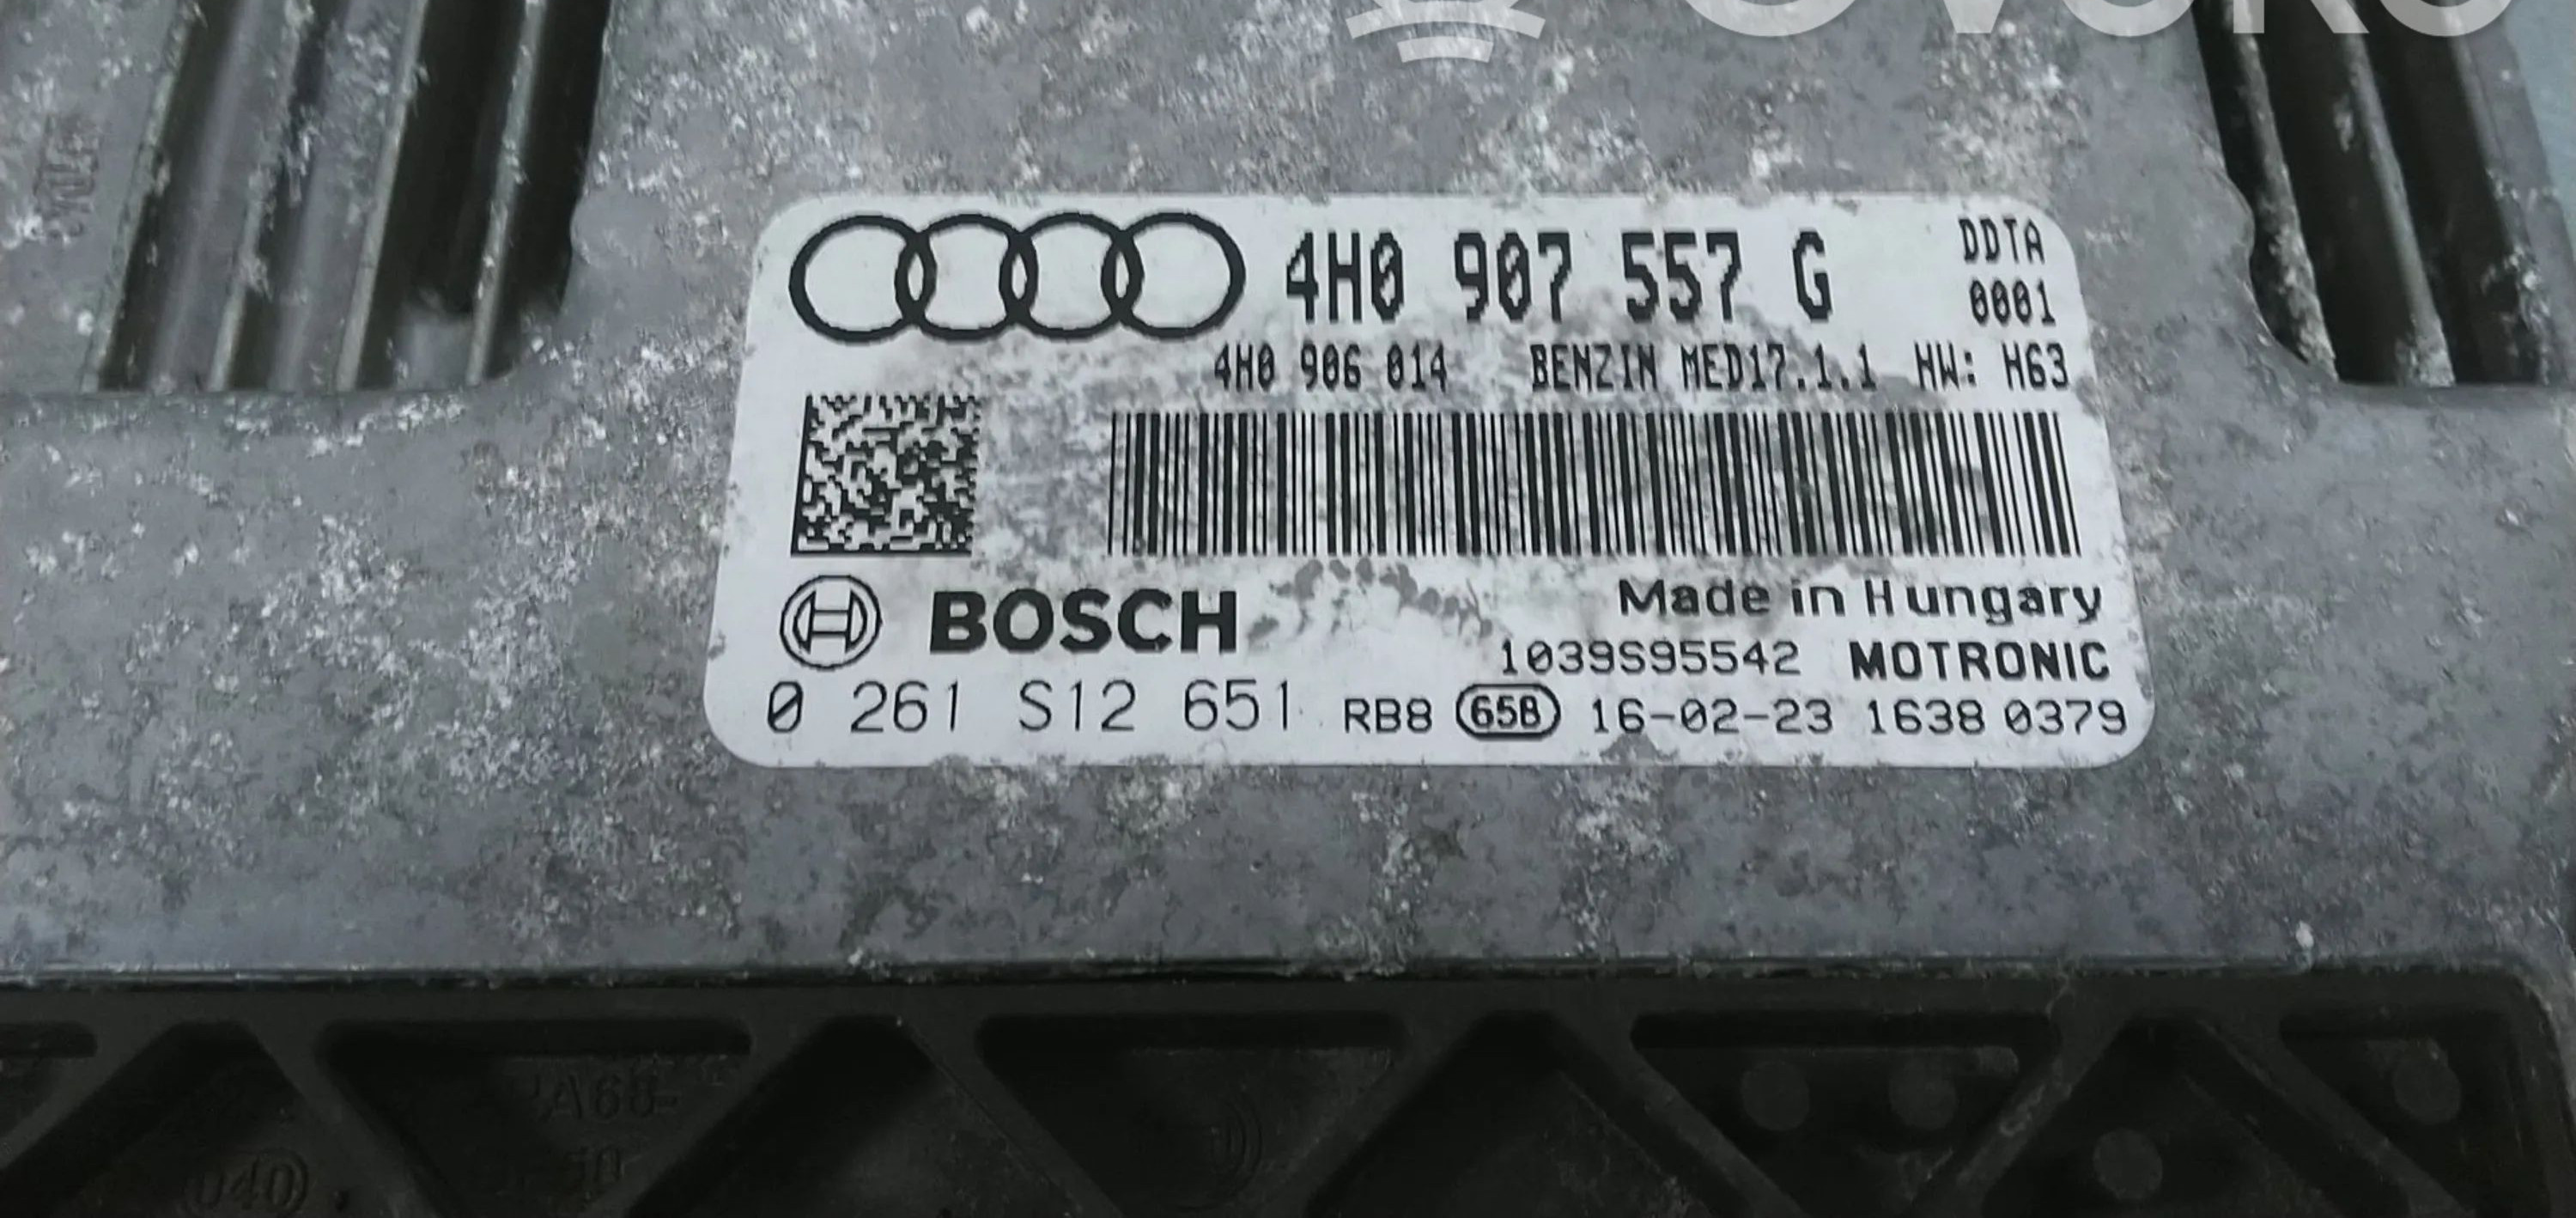 4H0 907 557 G
DDTA
0001
4H0 906 014 BENZIN MED17.1.1 HW: H63
BOSCH
Made in Hungary
1039S95542 MOTRONIC
0 261 S12 651 RB8 65B 16-02-23 1638 0379